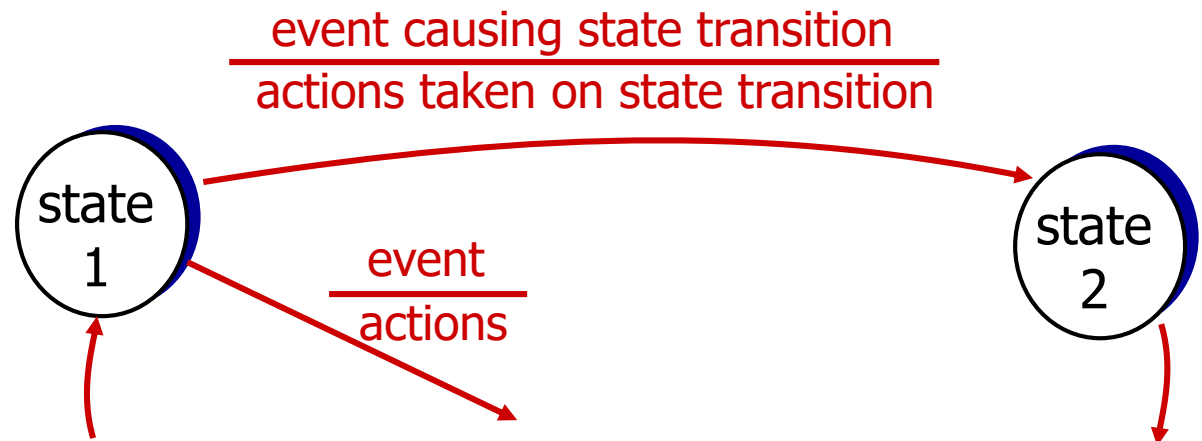 event causing state transition
actions taken on state transition
state
1
state
2
event
actions